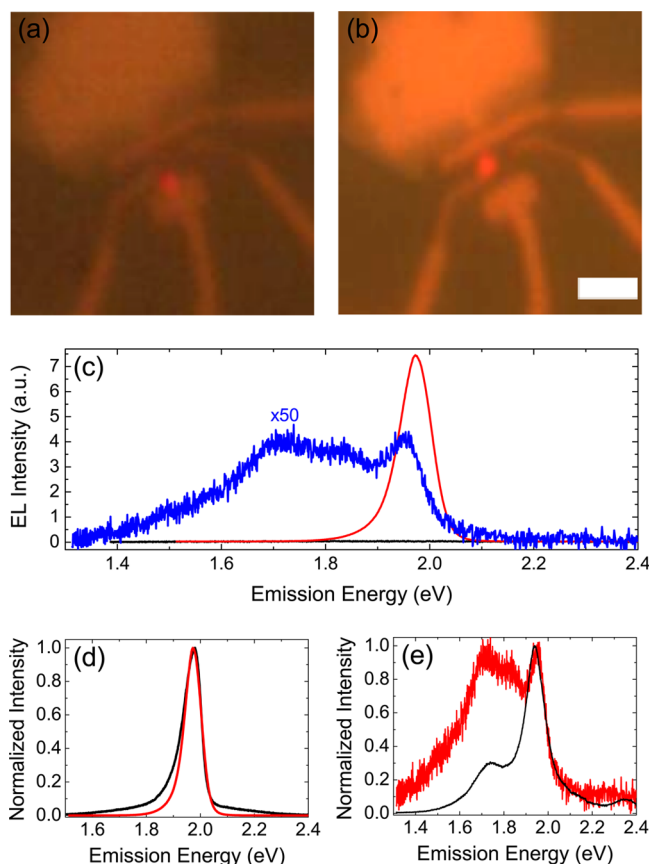 (a) (b)
(c)
x50
EL Intensity (a.u.)
7
6
5
4
3
2
1
0
1.4 1.6 1.8 2.0 2.2 2.4
Emission Energy (eV)
(d)
Normalized Intensity
1.0
0.8
0.6
0.4
0.2
0.0
1.6 1.8 2.0 2.2 2.4
Emission Energy (eV)
(e)
Normalized Intensity
1.0
0.8
0.6
0.4
0.2
0.0
1.4 1.6 1.8 2.0 2.2 2.4
Emission Energy (eV)